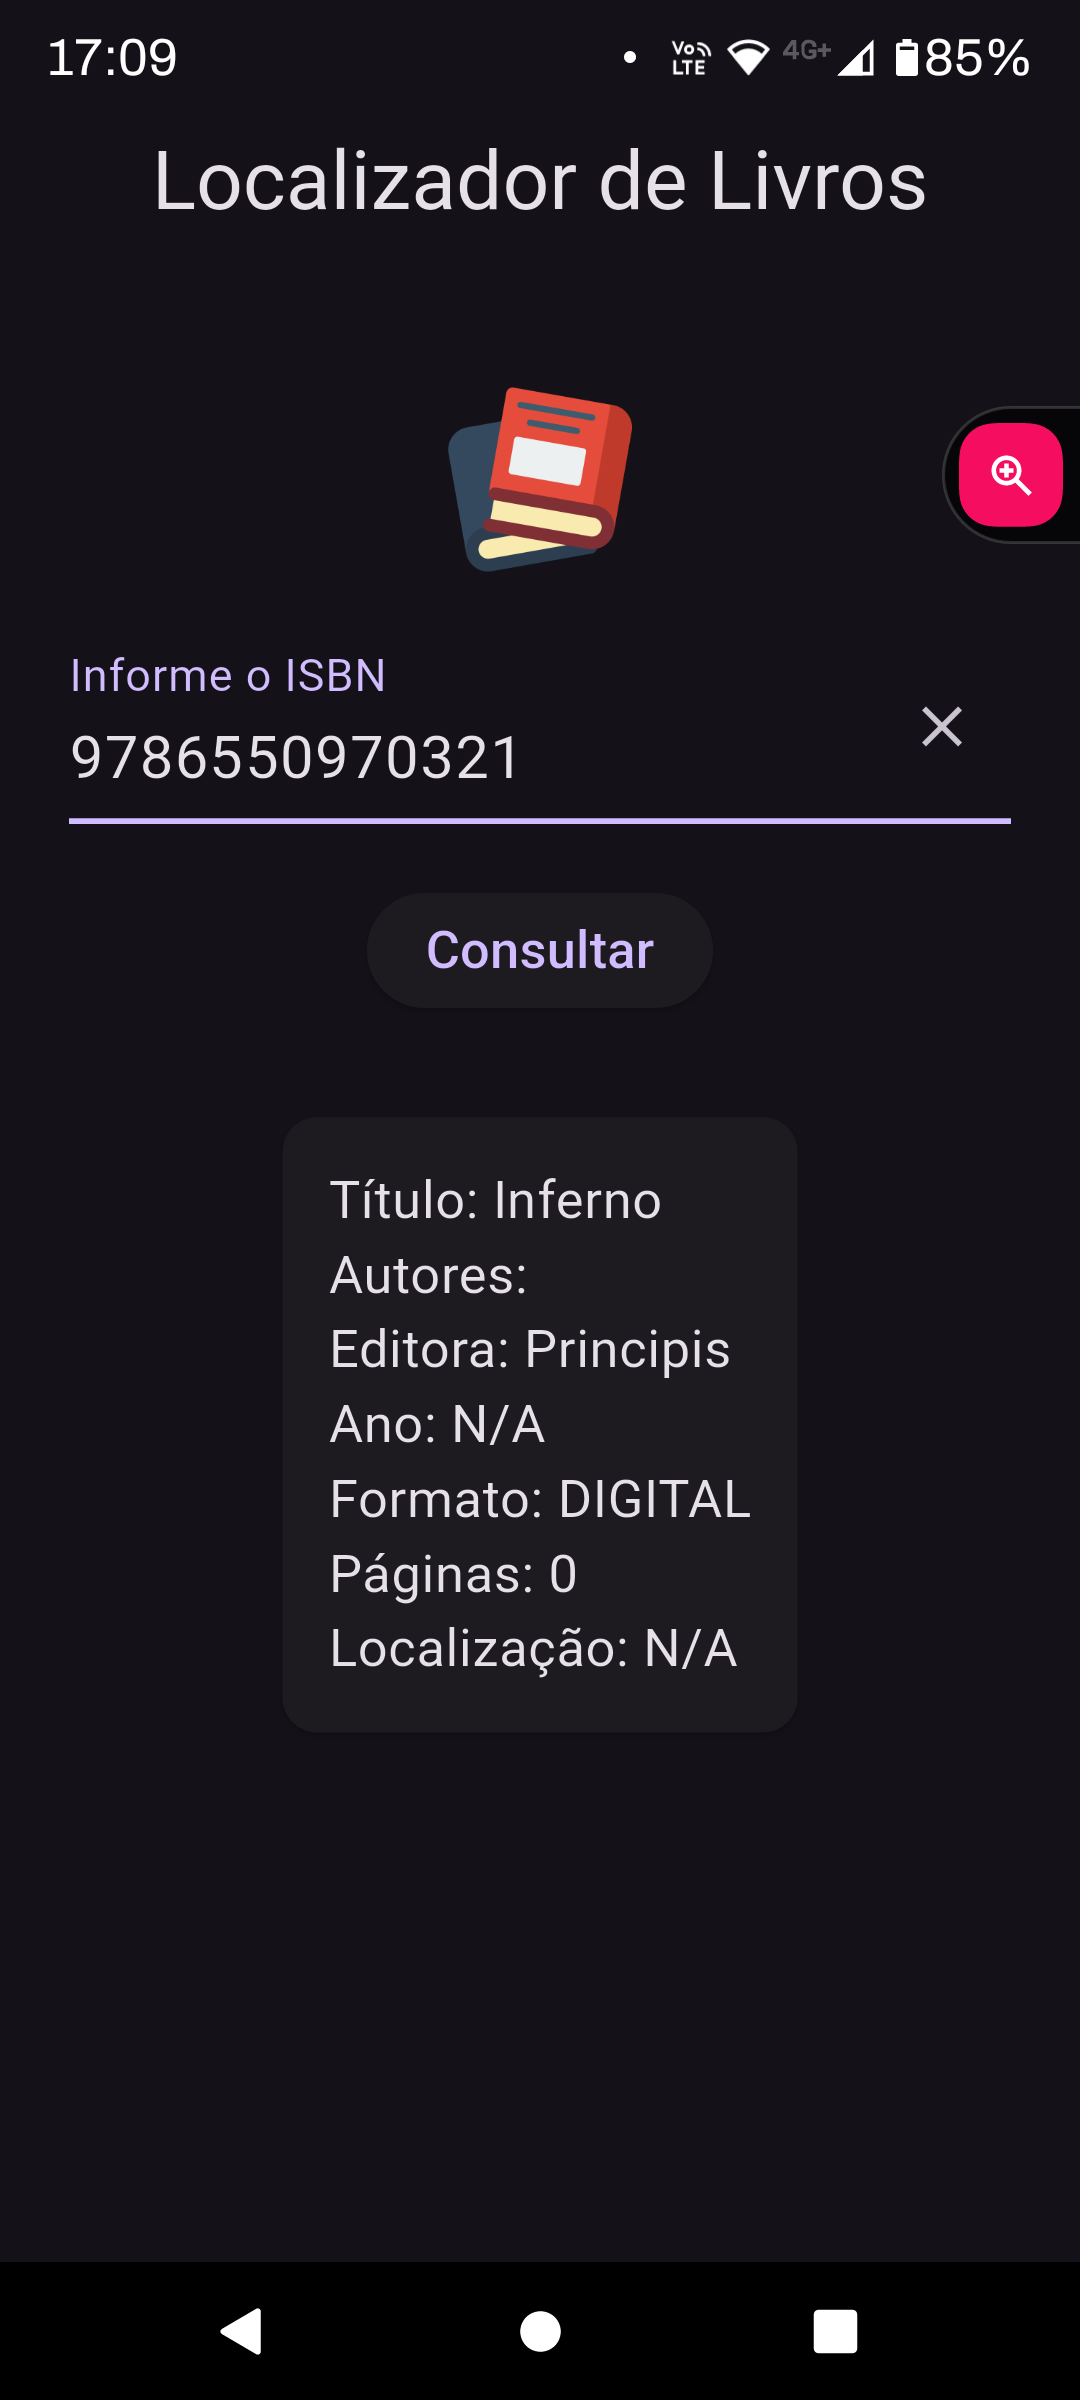 17:09
Vo LTE 4G+ 85%
Localizador de Livros
Informe o ISBN
9786550970321
Consultar
Título: Inferno
Autores:
Editora: Principis
Ano: N/A
Formato: DIGITAL
Páginas: 0
Localização: N/A